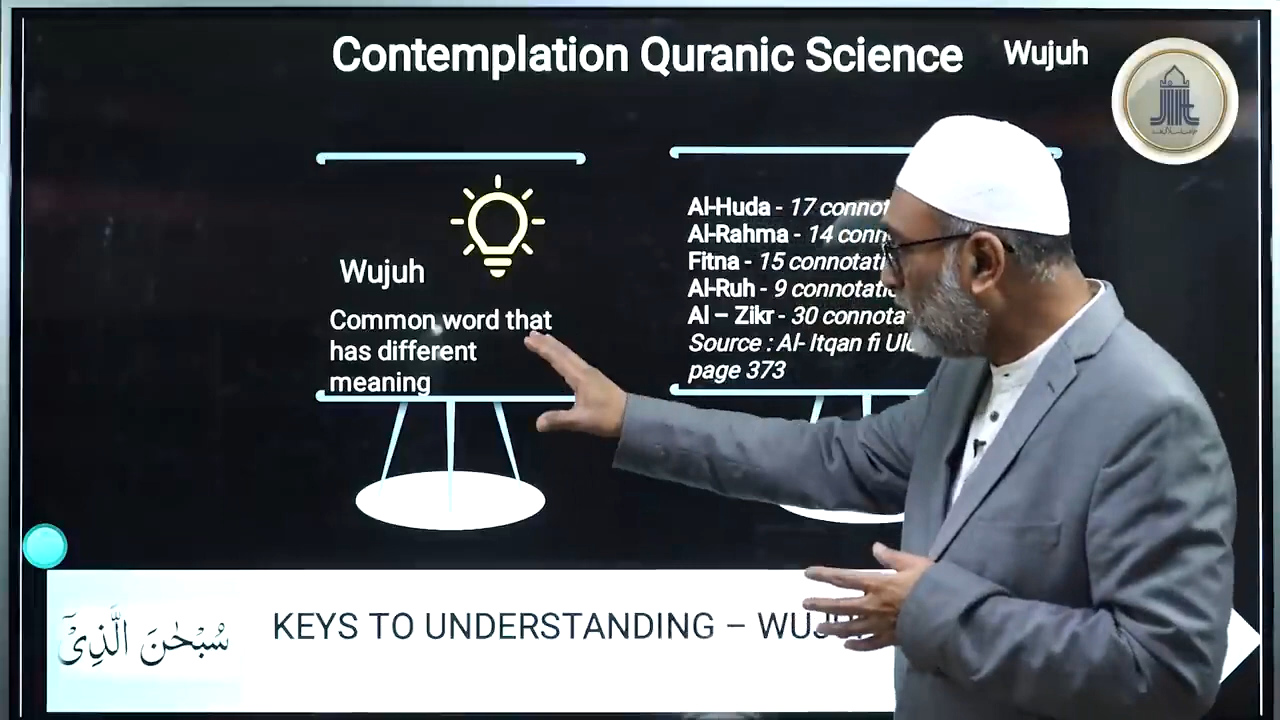 Contemplation Quranic Science Wujuh
Wujuh
Common word that
has different
meaning
Al-Huda - 17
Al-Rahma - 14
Fitna - 15
Al-Ruh - 9
Al – Zikr - 30
Source : Al- Itqan fi
page 373
سُبْحٰنَ الَّذِیْٓ
KEYS TO UNDERSTANDING –